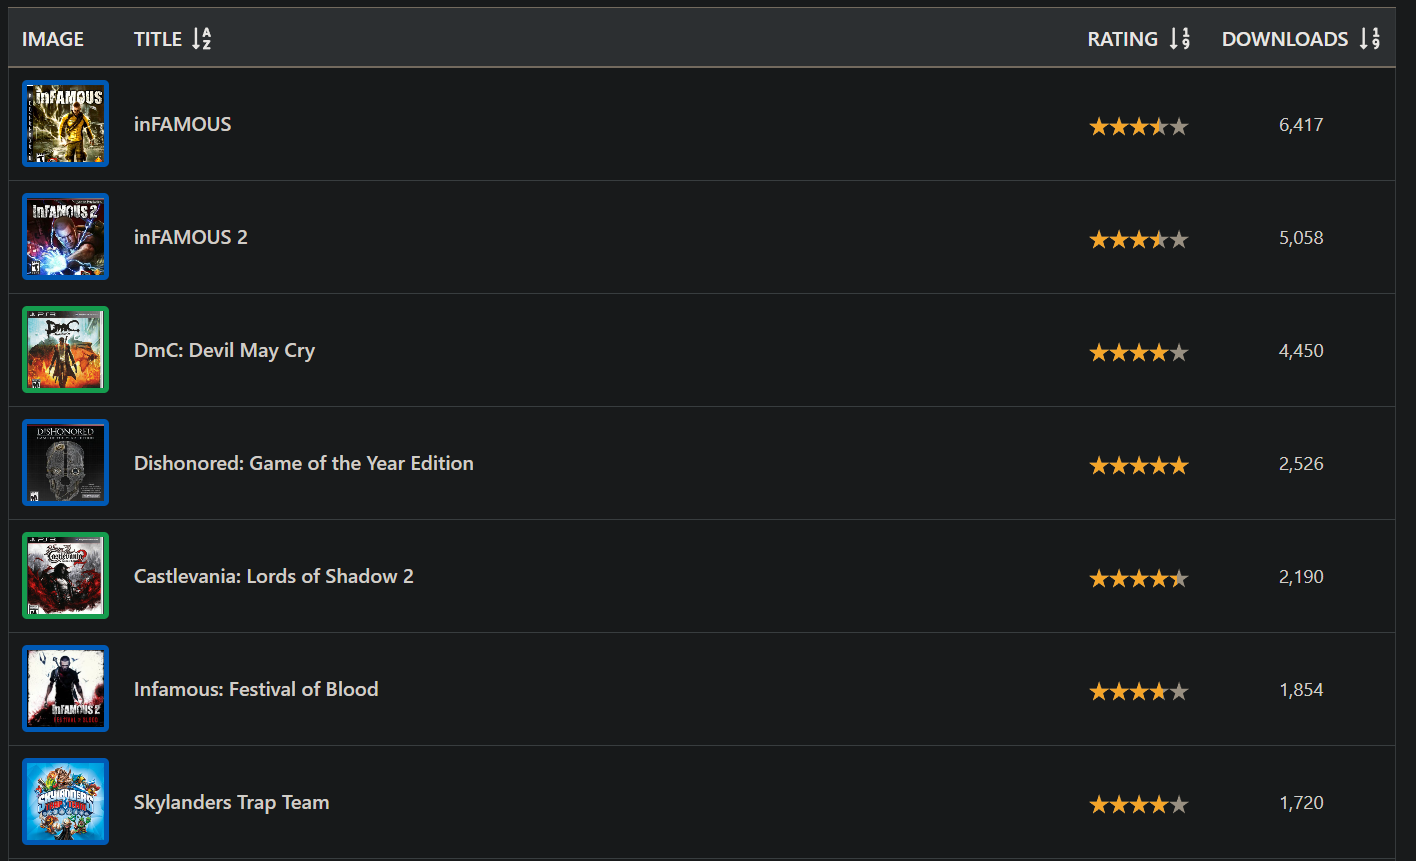 IMAGE TITLE RATING DOWNLOADS
inFAMOUS
inFAMOUS 6,417
inFAMOUS 2
inFAMOUS 2 5,058
PS3
DmC
DmC: Devil May Cry 4,450
DISHONORED
Dishonored: Game of the Year Edition 2,526
Castlevania
Castlevania: Lords of Shadow 2 2,190
inFAMOUS 2
FESTIVAL OF BLOOD
Infamous: Festival of Blood 1,854
SKYLANDERS
TRAP TEAM
Skylanders Trap Team 1,720